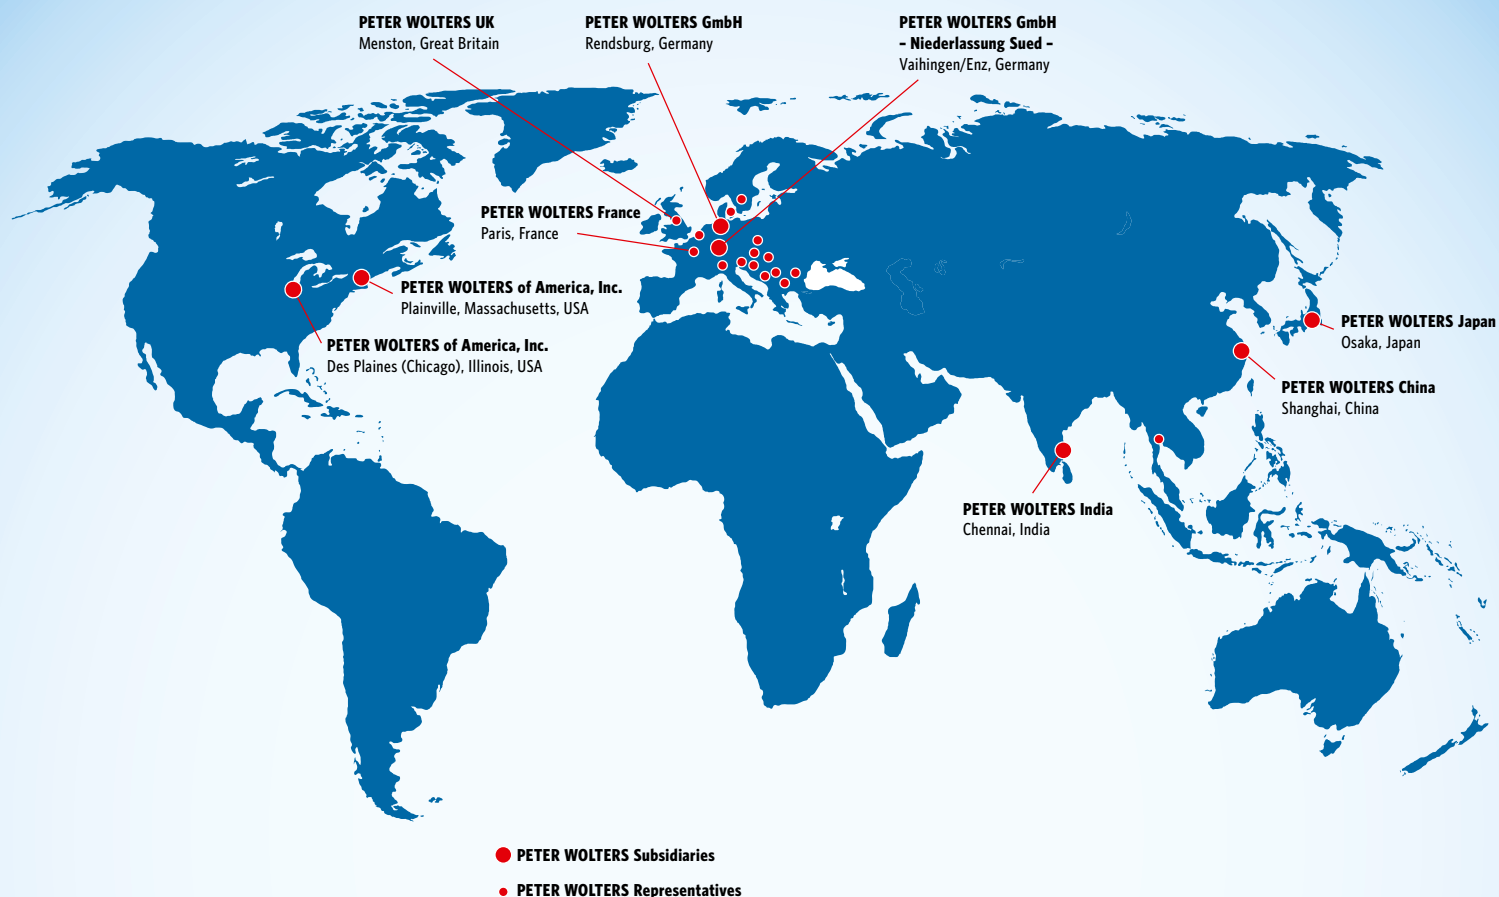 PETER WOLTERS UK
Menston, Great Britain
PETER WOLTERS GmbH
Rendsburg, Germany
PETER WOLTERS GmbH
– Niederlassung Sued –
Vaihingen/Enz, Germany
PETER WOLTERS France
Paris, France
PETER WOLTERS of America, Inc.
Plainville, Massachusetts, USA
PETER WOLTERS of America, Inc.
Des Plaines (Chicago), Illinois, USA
PETER WOLTERS Japan
Osaka, Japan
PETER WOLTERS China
Shanghai, China
PETER WOLTERS India
Chennai, India
PETER WOLTERS Subsidiaries
PETER WOLTERS Representatives